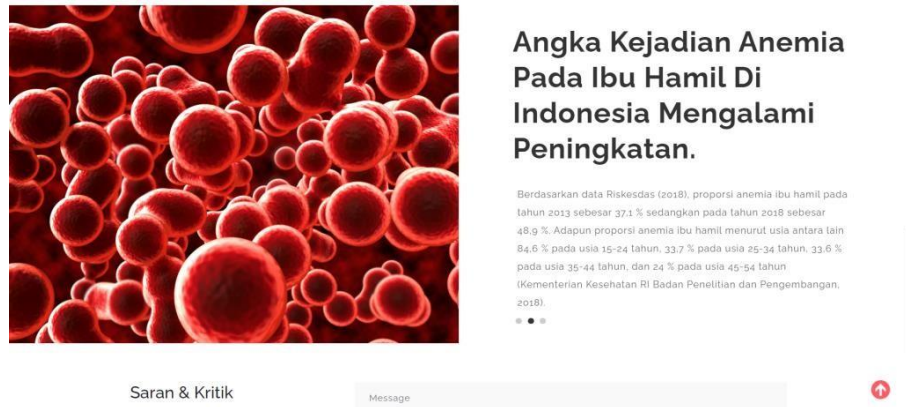 Angka Kejadian Anemia
Pada Ibu Hamil Di
Indonesia Mengalami
Peningkatan.
Berdasarkan data Riskesdas (2018), proporsi anemia ibu hamil pada
tahun 2013 sebesar 37,1 % sedangkan pada tahun 2018 sebesar
48,9 %. Adapun proporsi anemia ibu hamil menurut usia antara lain
84,6 % pada usia 15-24 tahun, 33,7 % pada usia 25-34 tahun, 33,6 %
pada usia 35-44 tahun, dan 24 % pada usia 45-54 tahun
(Kementerian Kesehatan RI Badan Penelitian dan Pengembangan,
2018).
Saran & Kritik
Message